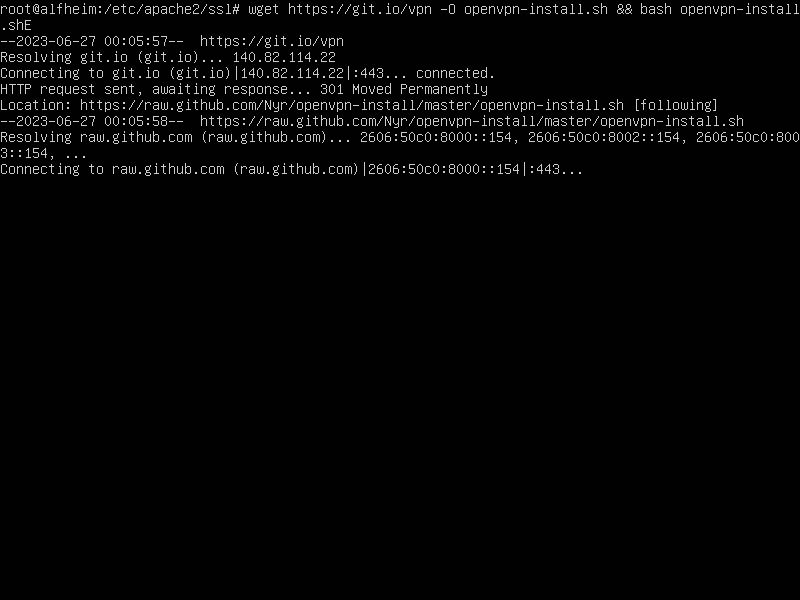 root@alfheim:/etc/apache2/ssl# wget https://git.io/vpn -O openvpn-install.sh && bash openvpn-install
.shE
--2023-06-27 00:05:57--  https://git.io/vpn
Resolving git.io (git.io)... 140.82.114.22
Connecting to git.io (git.io)|140.82.114.22|:443... connected.
HTTP request sent, awaiting response... 301 Moved Permanently
Location: https://raw.github.com/Nyr/openvpn-install/master/openvpn-install.sh [following]
--2023-06-27 00:05:58--  https://raw.github.com/Nyr/openvpn-install/master/openvpn-install.sh
Resolving raw.github.com (raw.github.com)... 2606:50c0:8000::154, 2606:50c0:8002::154, 2606:50c0:800
3::154, ...
Connecting to raw.github.com (raw.github.com)|2606:50c0:8000::154|:443...